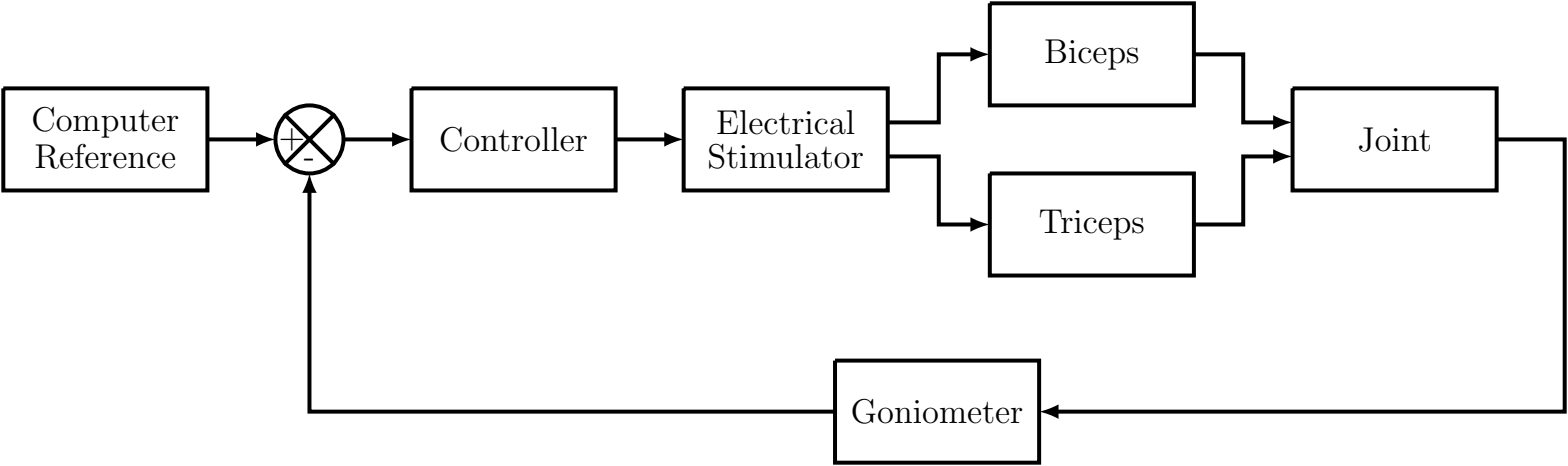 Computer
Reference
+
-
Controller
Electrical
Stimulator
Biceps
Triceps
Joint
Goniometer